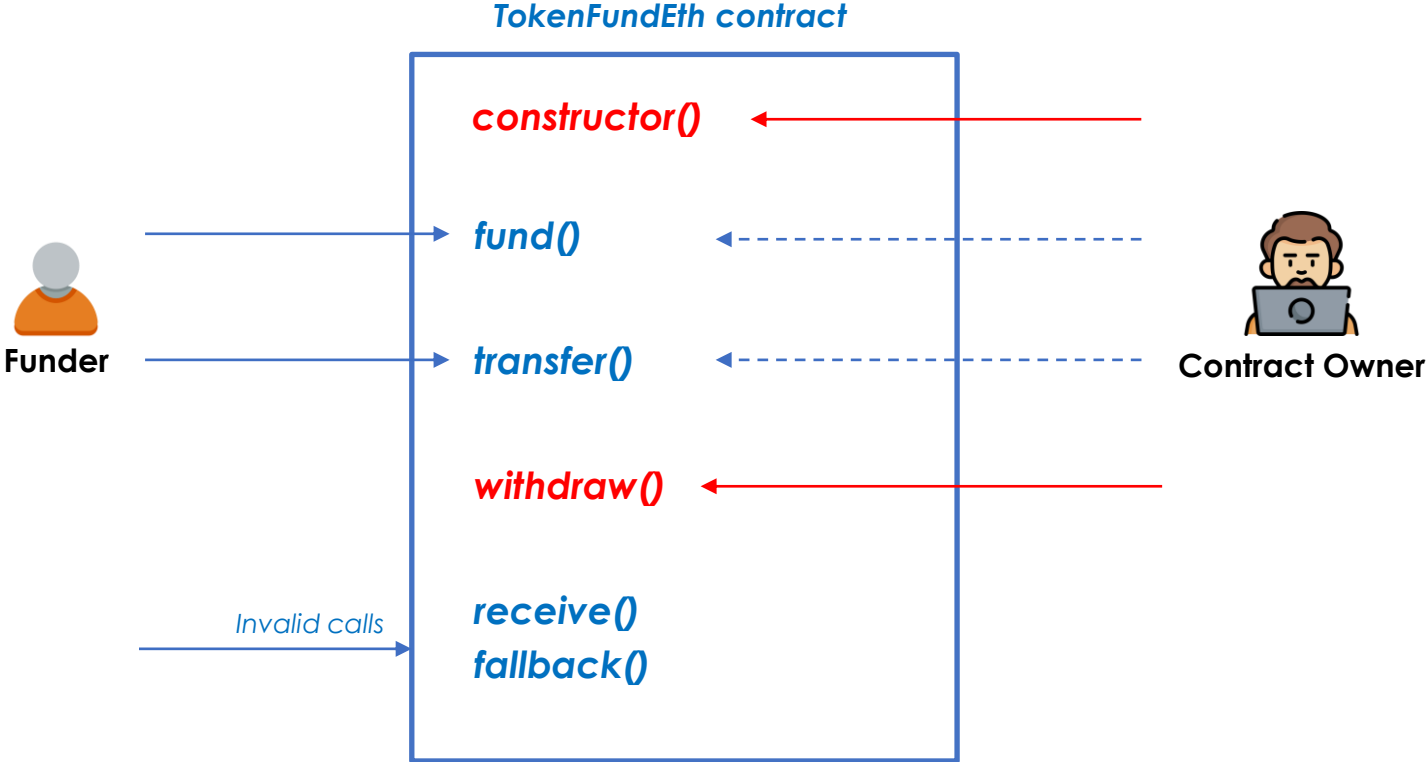 TokenFundEth contract
constructor()
fund()
Funder
transfer()
Contract Owner
withdraw()
Invalid calls
receive()
fallback()